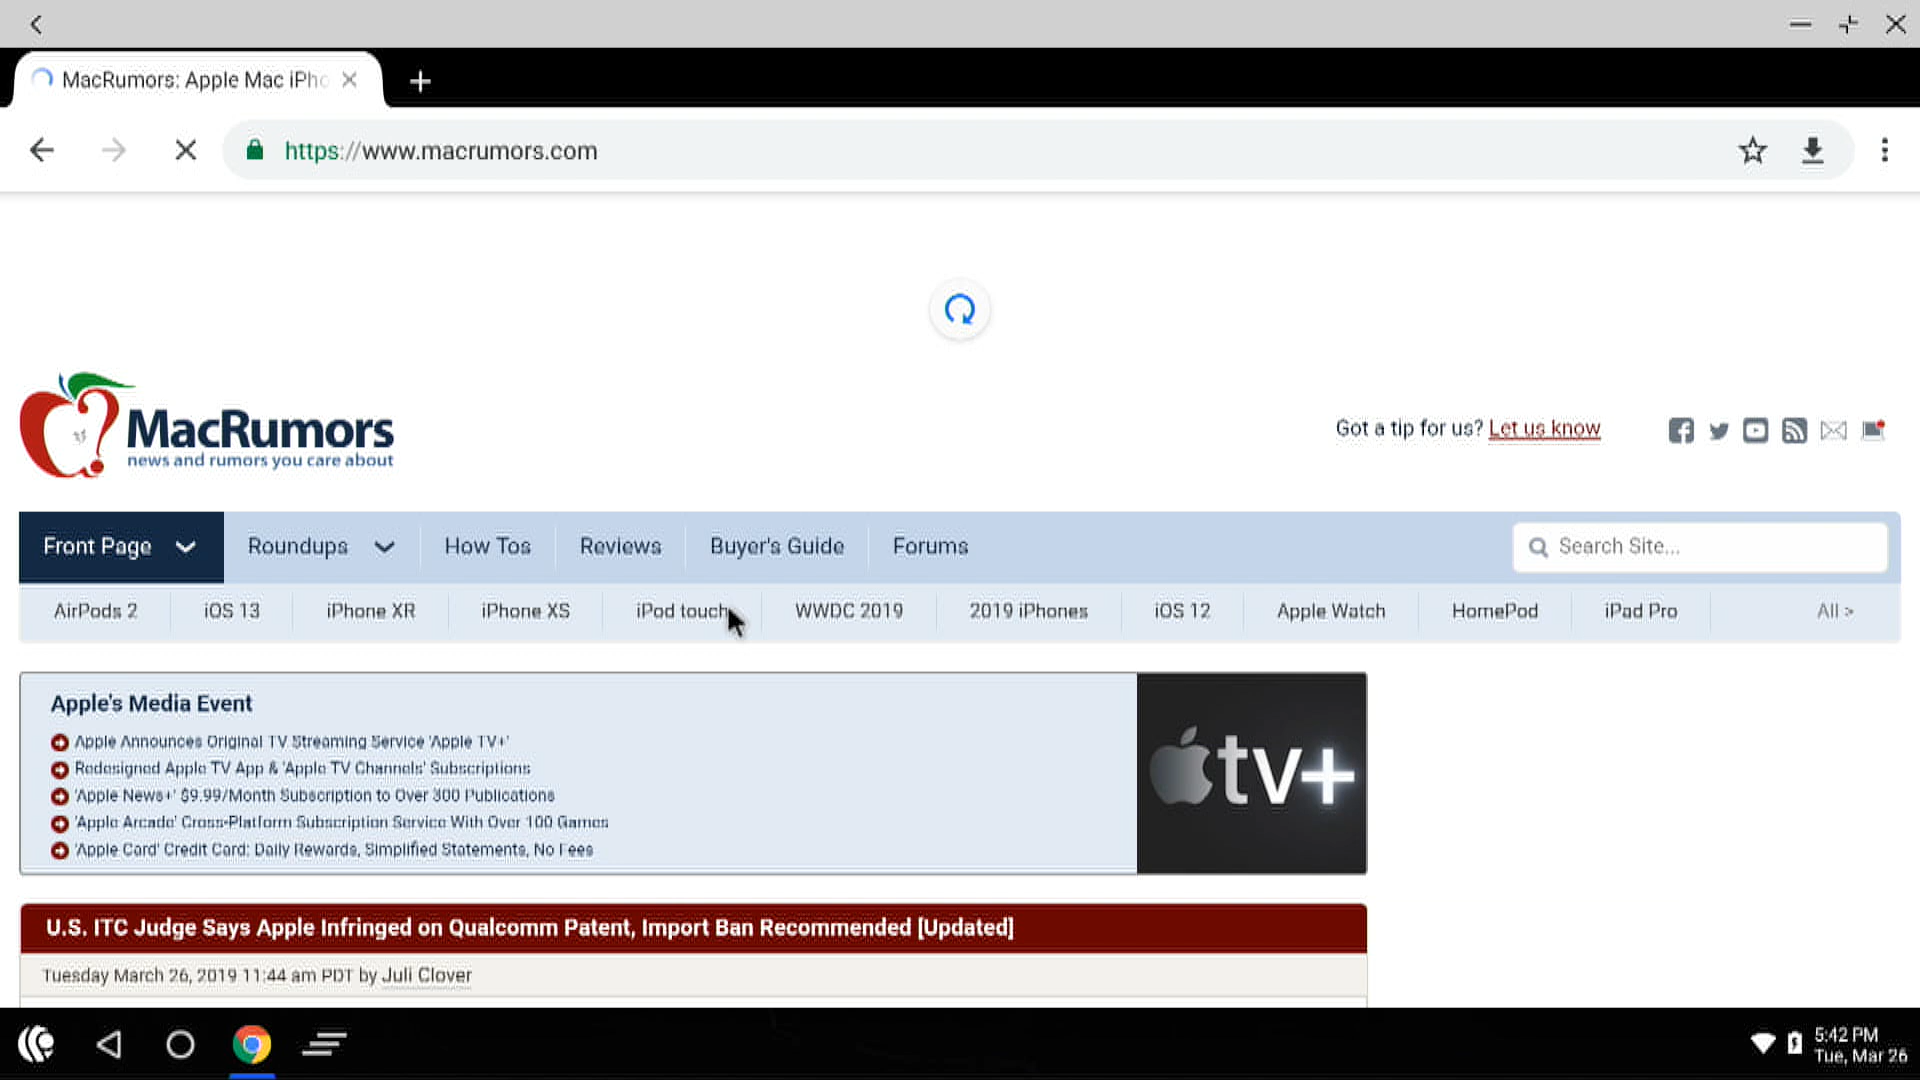 MacRumors: Apple Mac iPho
https://www.macrumors.com
MacRumors
news and rumors you care about
Got a tip for us? Let us know
Front Page
Roundups
How Tos
Reviews
Buyer's Guide
Forums
Search Site...
AirPods 2
iOS 13
iPhone XR
iPhone XS
iPod touch
WWDC 2019
2019 iPhones
iOS 12
Apple Watch
HomePod
iPad Pro
All >
Apple's Media Event
Apple Announces Original TV Streaming Service 'Apple TV+'
Redesigned Apple TV App & 'Apple TV Channels' Subscriptions
'Apple News+' $9.99/Month Subscription to Over 300 Publications
'Apple Arcade' Cross-Platform Subscription Service With Over 100 Games
'Apple Card' Credit Card: Daily Rewards, Simplified Statements, No Fees
tv+
U.S. ITC Judge Says Apple Infringed on Qualcomm Patent, Import Ban Recommended [Updated]
Tuesday March 26, 2019 11:44 am PDT by Juli Clover
5:42 PM
Tue, Mar 26